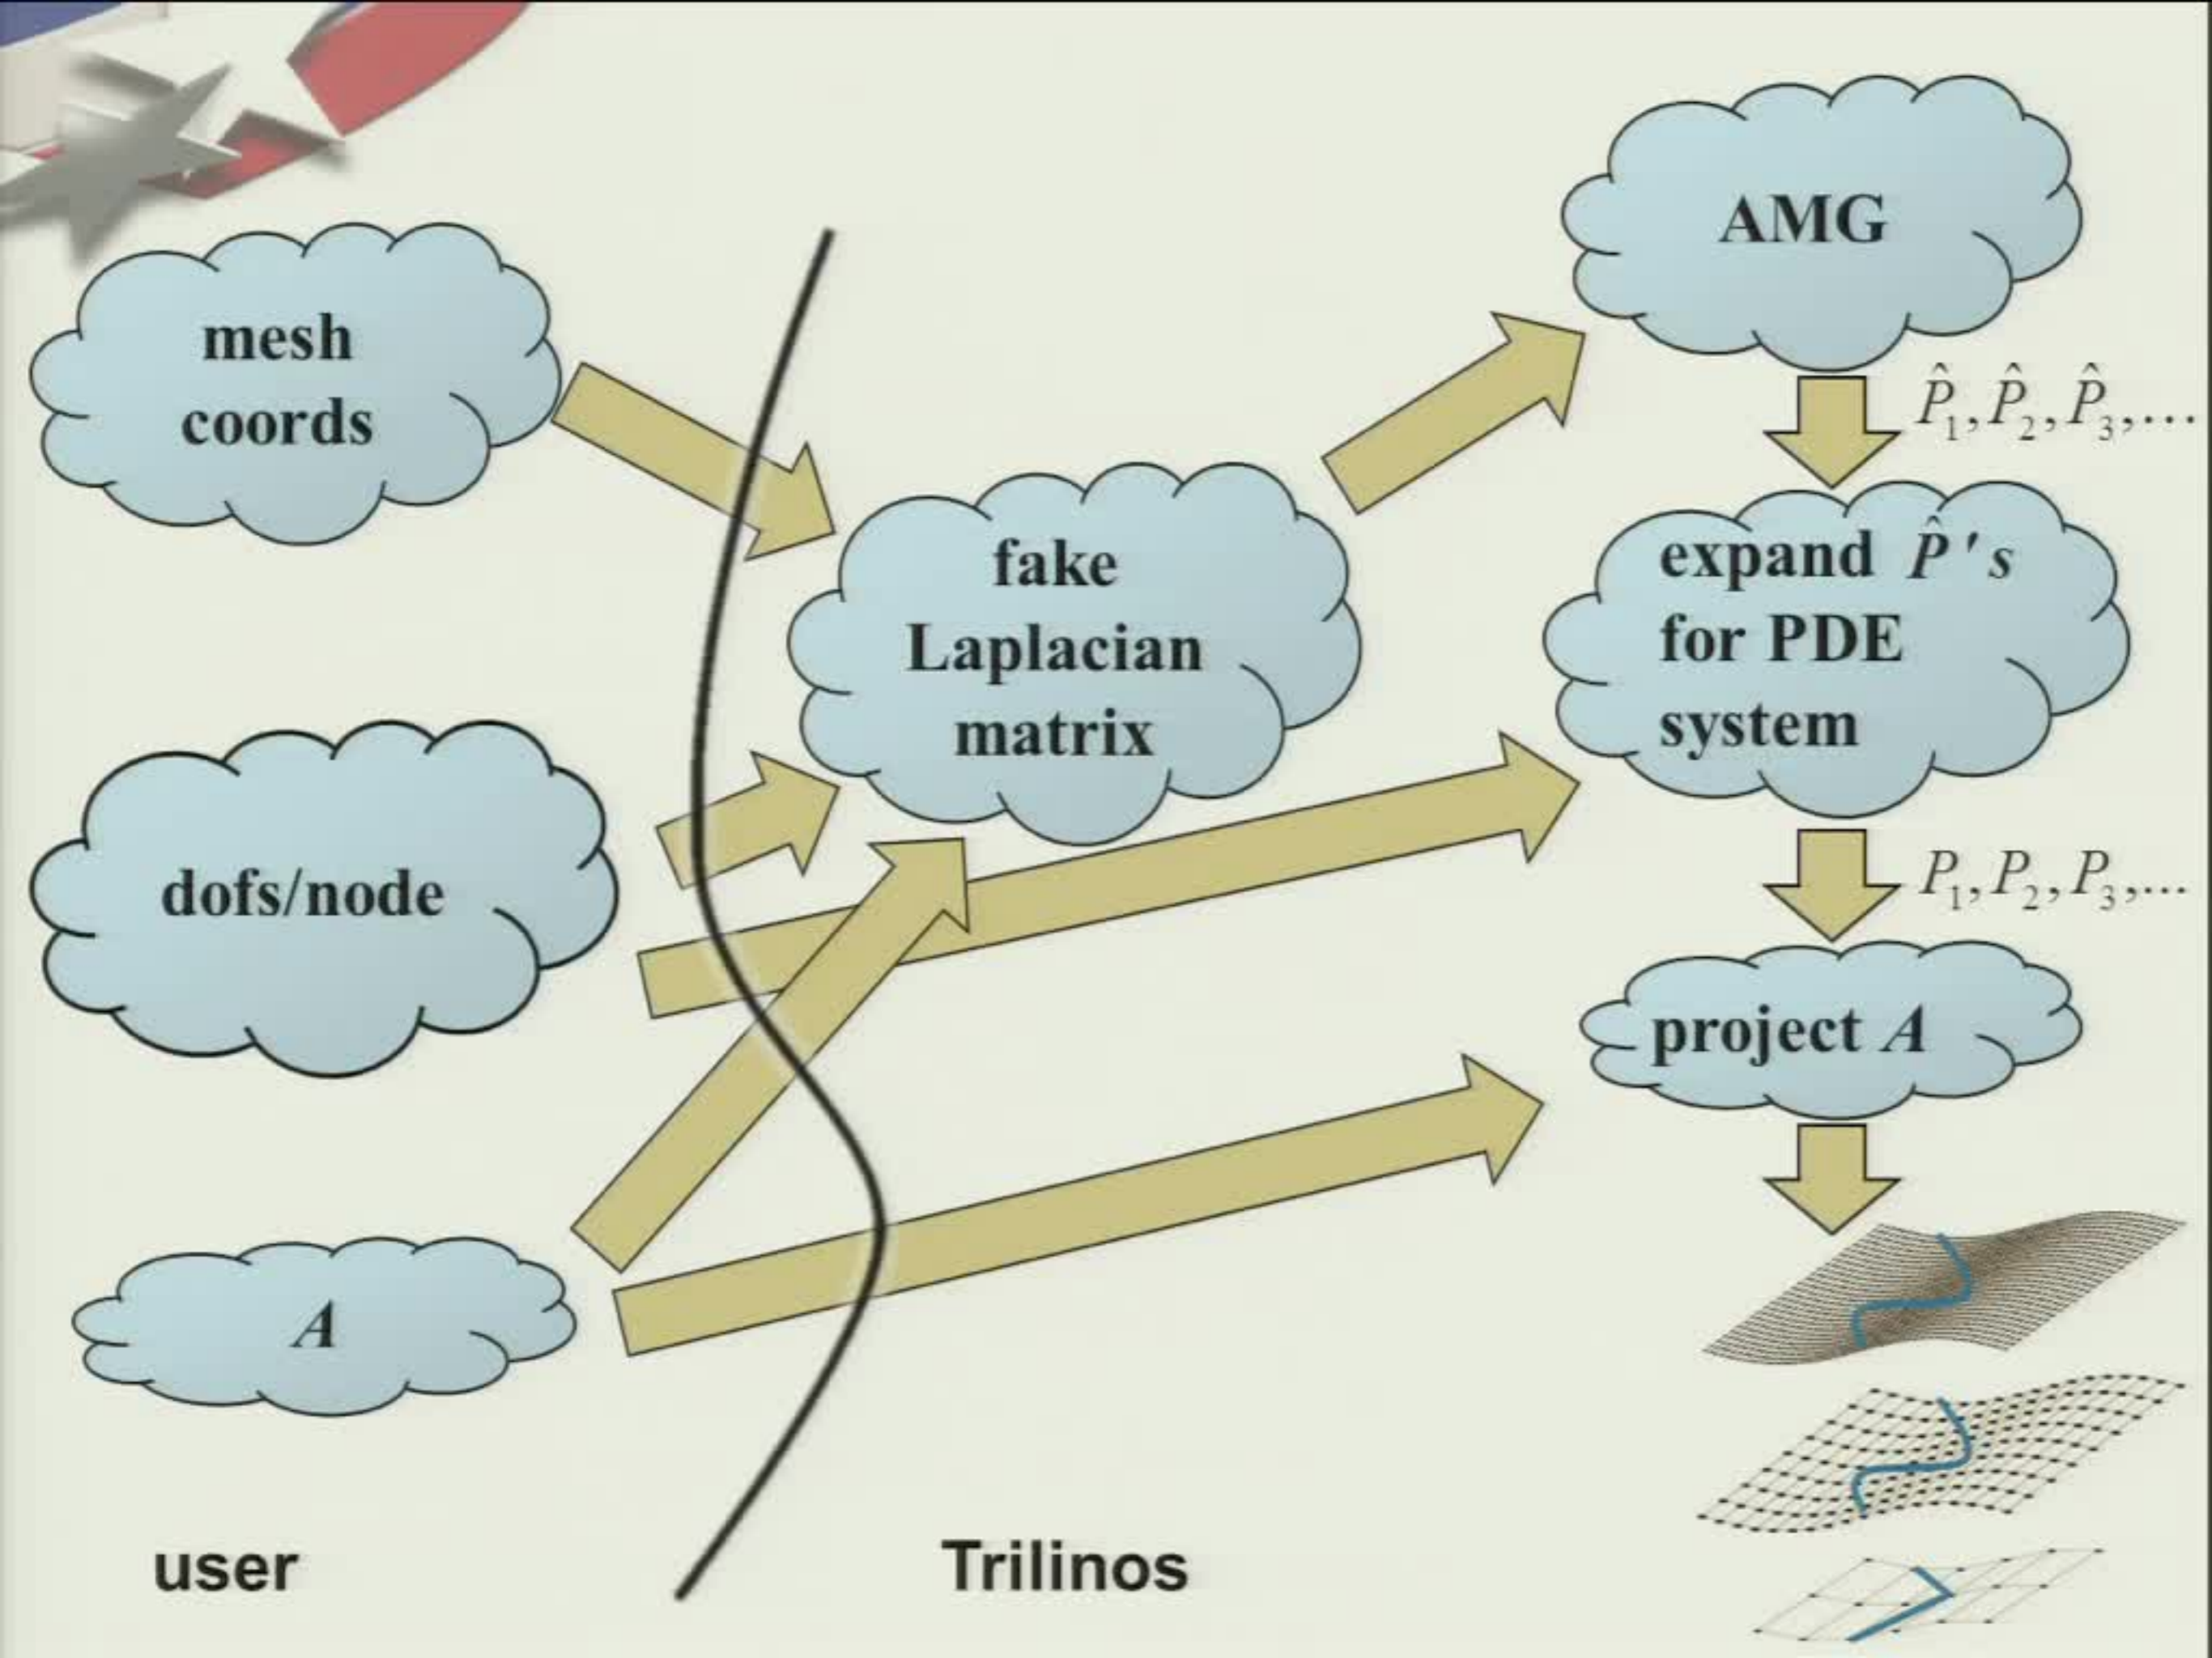 mesh
coords
dofs/node
A
user
fake
Laplacian
matrix
Trilinos
AMG
P̂₁, P̂₂, P̂₃, ...
expand P̂ 's
for PDE
system
P₁, P₂, P₃, ...
project A